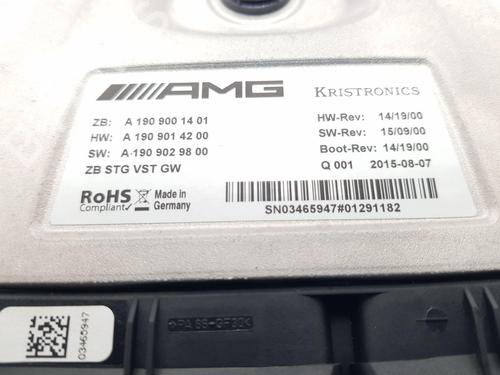 AMG KRISTRONICS
ZB: A 190 900 14 01
HW: A 190 901 42 00
SW: A 190 902 98 00
ZB STG VST GW
HW-Rev: 14/19/00
SW-Rev: 15/09/00
Boot-Rev: 14/19/00
Q 001 2015-08-07
RoHS
Compliant
Made in
Germany
SN03465947#01291182
03465947